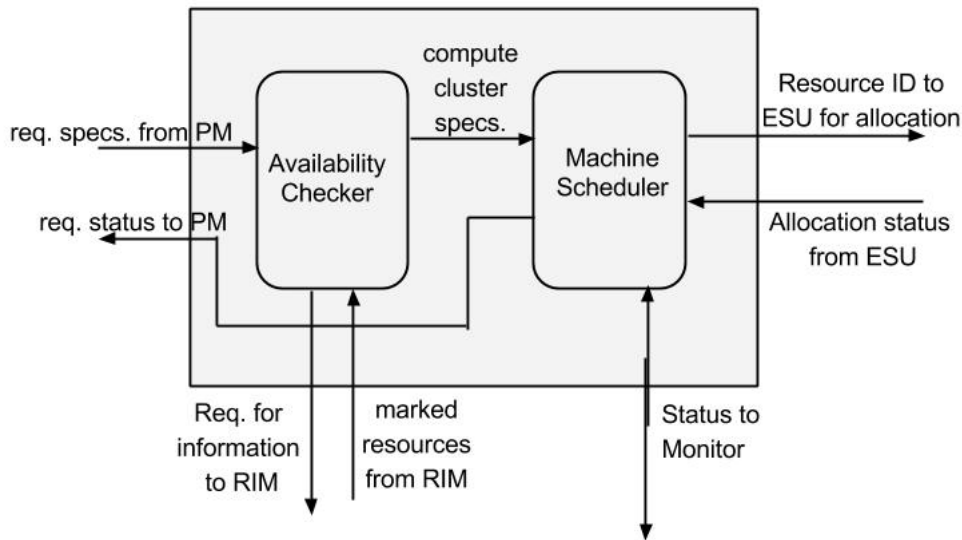 compute
cluster
specs.
Resource ID to
ESU for allocation
req. specs. from PM
Availability
Checker
Machine
Scheduler
req. status to PM
Allocation status
from ESU
Req. for
information
to RIM
marked
resources
from RIM
Status to
Monitor